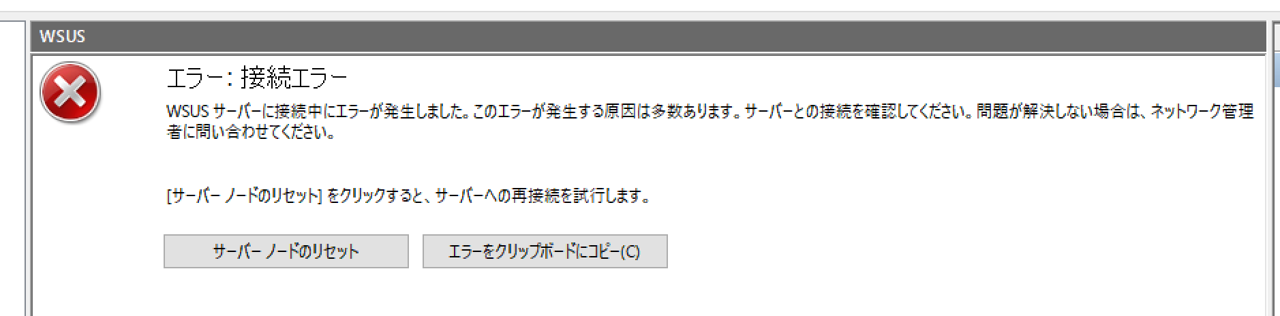 WSUS
エラー: 接続エラー
WSUS サーバーに接続中にエラーが発生しました。このエラーが発生する原因は多数あります。サーバーとの接続を確認してください。問題が解決しない場合は、ネットワーク管理
者に問い合わせてください。
[サーバー ノードのリセット] をクリックすると、サーバーへの再接続を試行します。
サーバー ノードのリセット
エラーをクリップボードにコピー(C)